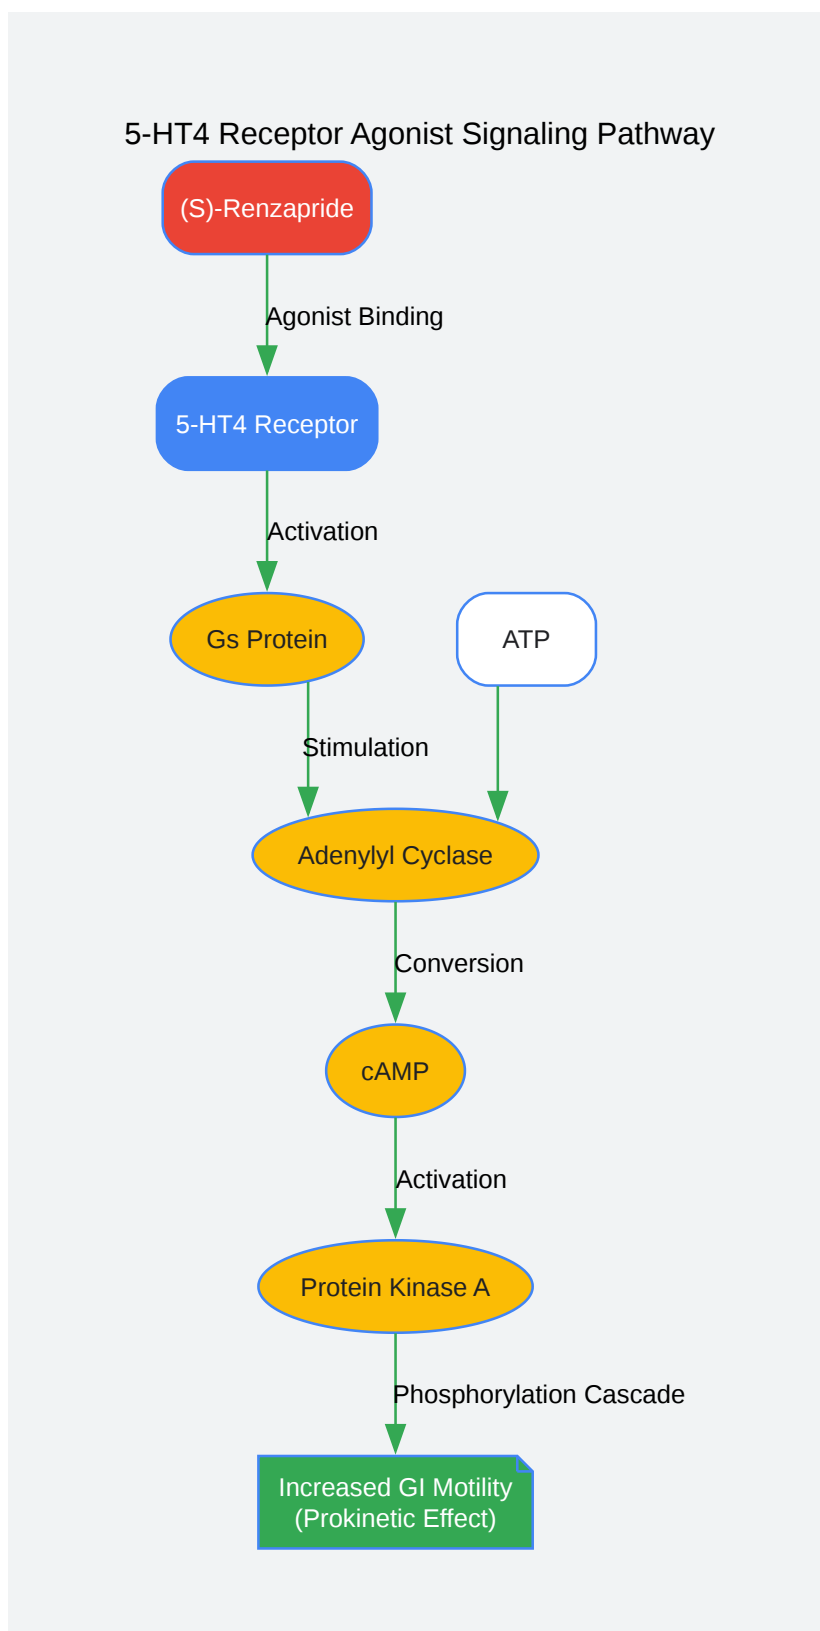 5-HT4 Receptor Agonist Signaling Pathway
(S)-Renzapride
Agonist Binding
5-HT4 Receptor
Activation
Gs Protein
ATP
Stimulation
Adenylyl Cyclase
Conversion
cAMP
Activation
Protein Kinase A
Phosphorylation Cascade
Increased GI Motility
(Prokinetic Effect)